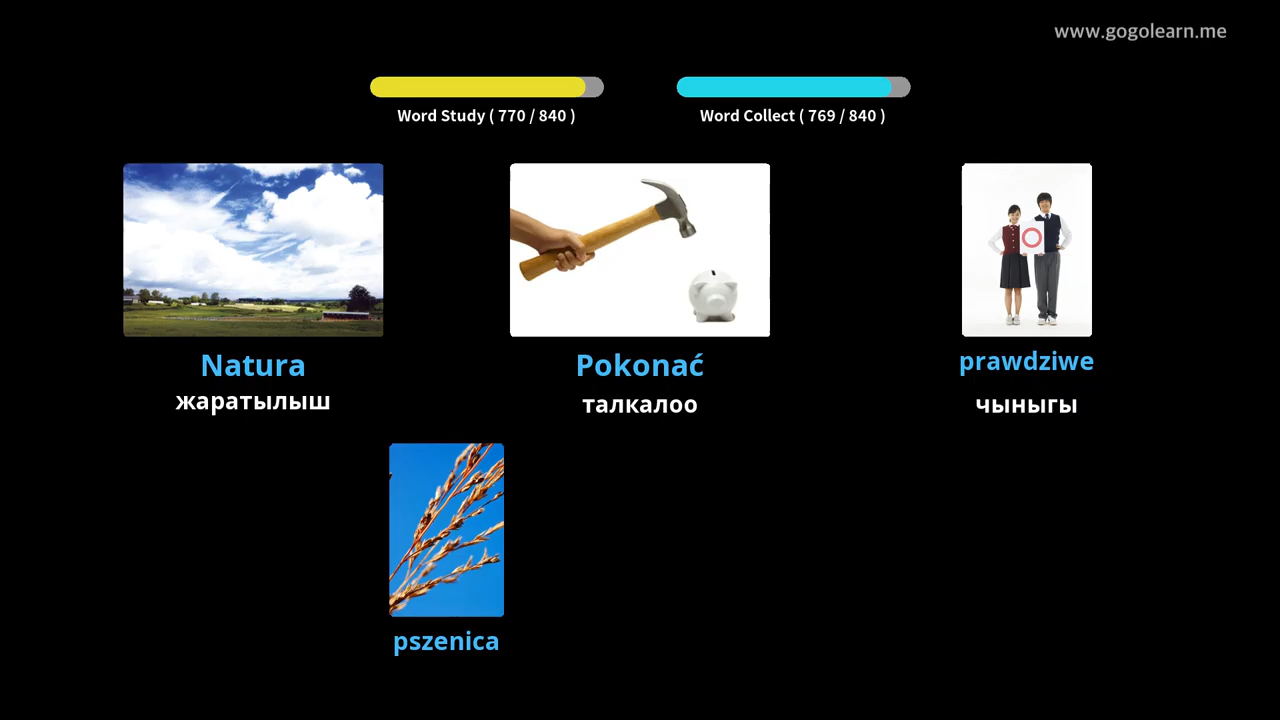 www.gogolearn.me
Word Study ( 770 / 840 )
Word Collect ( 769 / 840 )
Natura
жаратылыш
Pokonać
талкалоо
prawdziwe
чыныгы
pszenica